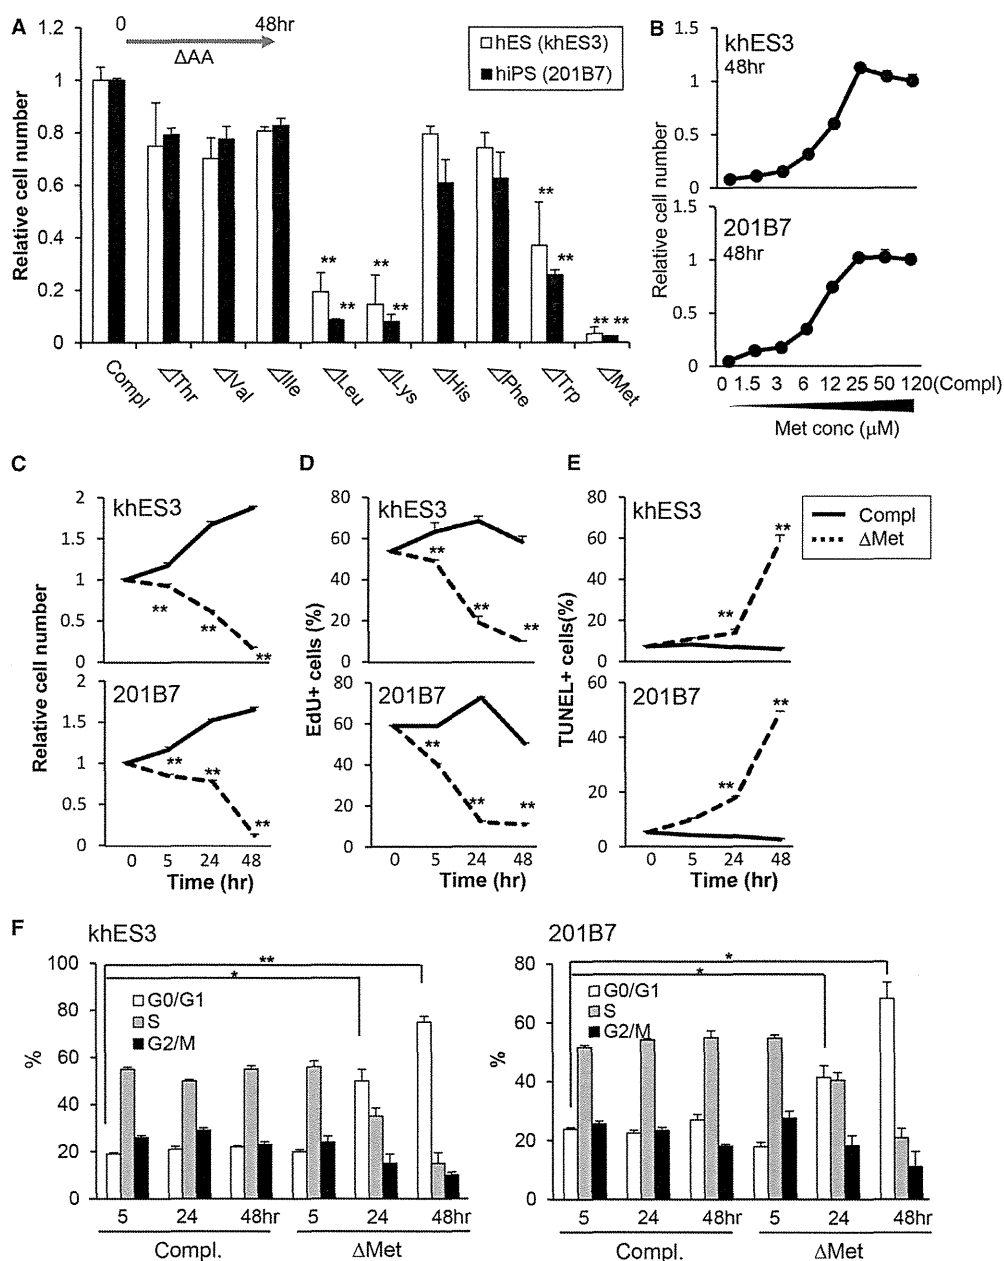 A
0 48hr
ΔAA
hES (khES3)
hiPS (201B7)
Relative cell number
1.2
1
0.8
0.6
0.4
0.2
0
** ** ** ** ** ** ** **
Compl ΔThr ΔVal ΔIle ΔLeu ΔLys ΔHis ΔPhe ΔTrp ΔMet
B
khES3
48hr
1.5
1
0.5
0
Relative cell number
201B7
48hr
1.5
1
0.5
0
0 1.5 3 6 12 25 50 120(Compl)
Met conc (μM)
C
khES3
2
1.5
1
0.5
0
** ** **
Relative cell number
201B7
2
1.5
1
0.5
0
** ** **
0 5 24 48
Time (hr)
D
khES3
80
60
40
20
0
** ** **
EdU+ cells (%)
201B7
80
60
40
20
0
** ** **
0 5 24 48
Time (hr)
E
khES3
80
60
40
20
0
** **
TUNEL+ cells(%)
201B7
60
40
20
0
** **
0 5 24 48
Time (hr)
Compl
ΔMet
F
khES3
100
80
60
40
20
0
%
**
*
G0/G1
S
G2/M
5 24 48hr 5 24 48hr
Compl. ΔMet
201B7
80
60
40
20
0
%
*
*
G0/G1
S
G2/M
5 24 48hr 5 24 48hr
Compl. ΔMet